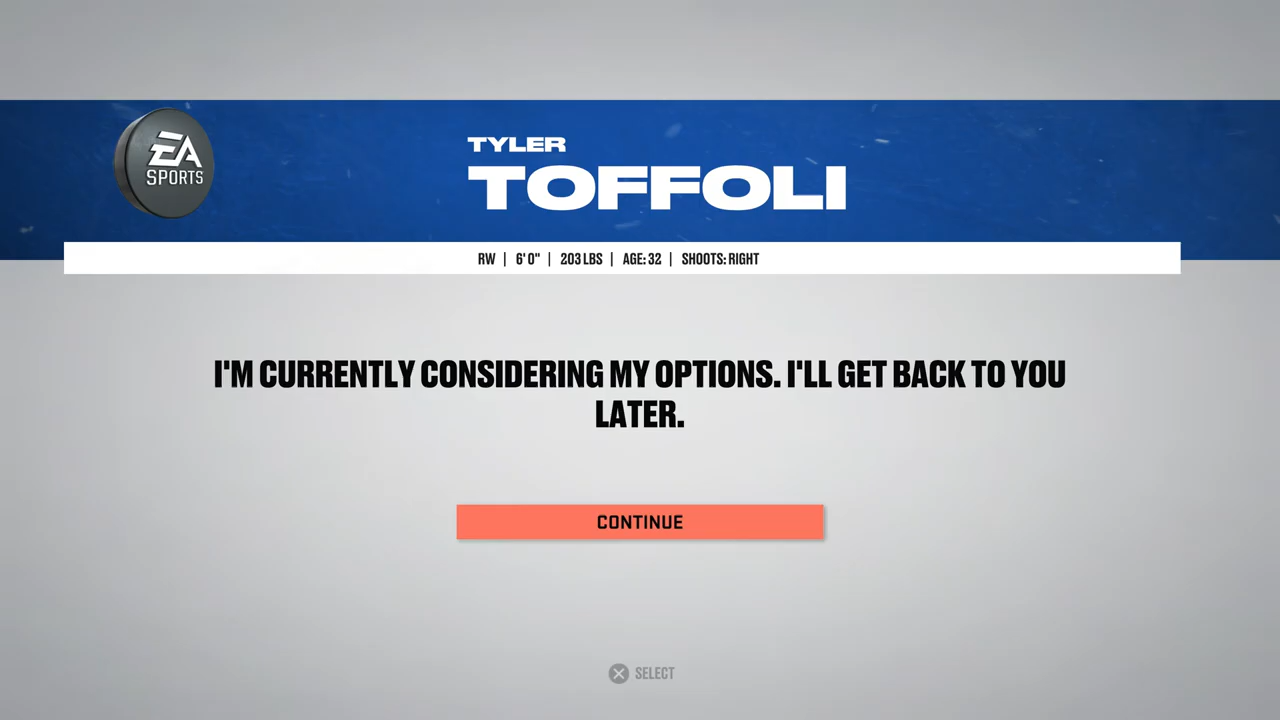 EA
SPORTS
TYLER
TOFFOLI
RW | 6' 0" | 203 LBS | AGE: 32 | SHOOTS: RIGHT
I'M CURRENTLY CONSIDERING MY OPTIONS. I'LL GET BACK TO YOU
LATER.
CONTINUE
SELECT